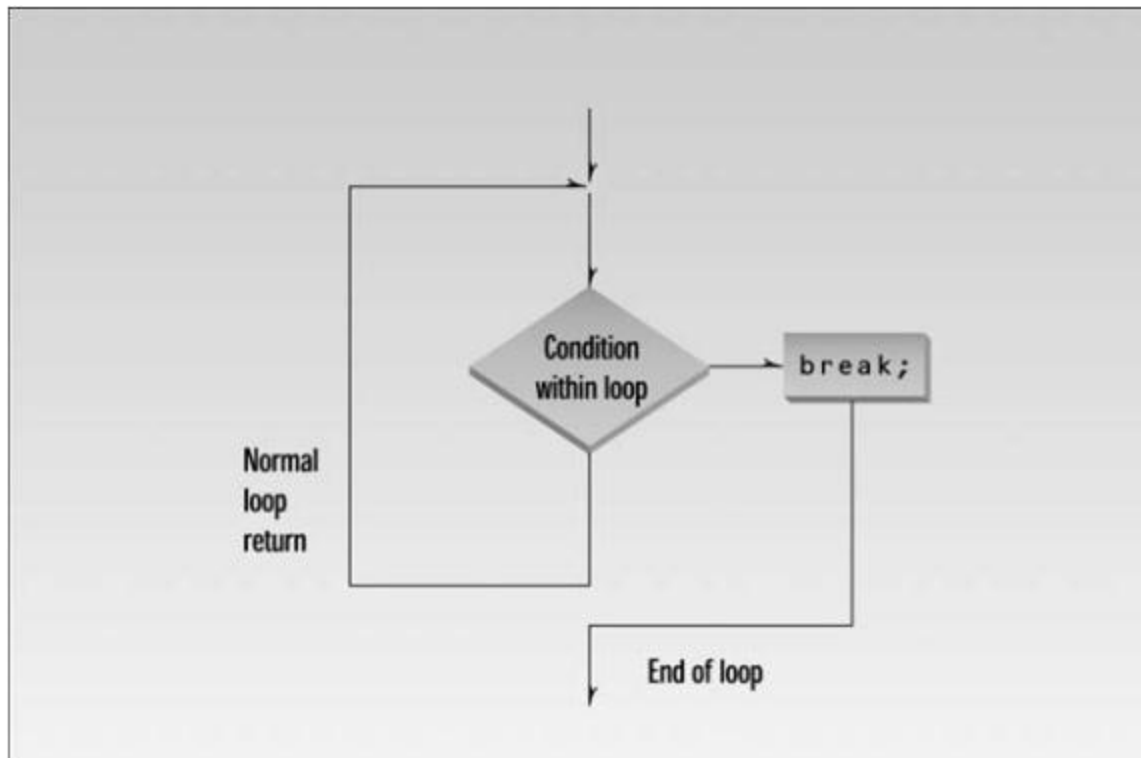 Condition
within loop
break;
Normal
loop
return
End of loop